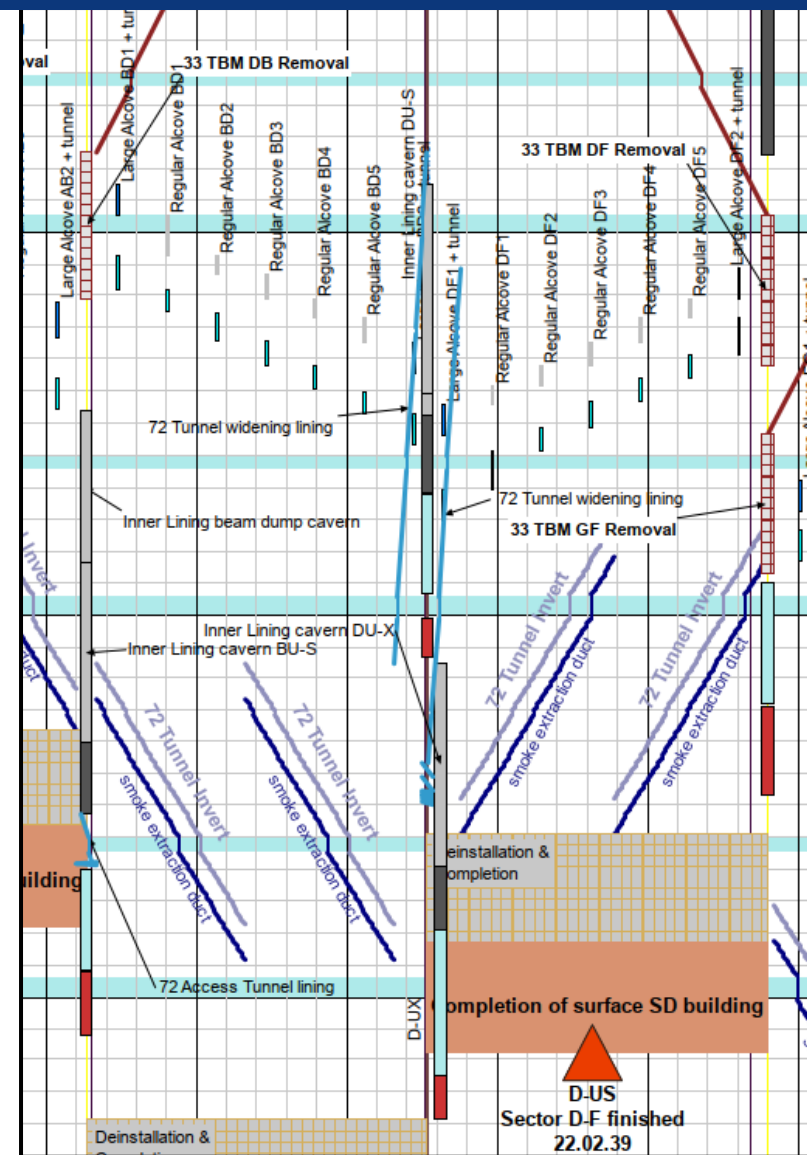 val
33 TBM DB Removal
Large Alcove BD1 + tun
Regular Alcove BD1
Large Alcove AB2 + tunnel
Regular Alcove BD2
Regular Alcove BD3
Regular Alcove BD4
Regular Alcove BD5
Inner Lining cavern DU-S
Large Alcove DF1 + tunnel
Regular Alcove DF1
Regular Alcove DF2
Regular Alcove DF3
Regular Alcove DF4
Regular Alcove DF5
Large Alcove DF2 + tunnel
33 TBM DF Removal
72 Tunnel widening lining
72 Tunnel widening lining
33 TBM GF Removal
Inner Lining beam dump cavern
Inner Lining cavern DU-X
Inner Lining cavern BU-S
Invert
duct
72 Tunnel Invert
smoke extraction duct
72 Tunnel Invert
smoke extraction duct
72 Tunnel Invert
smoke extraction duct
72 Tunnel Invert
smoke extraction duct
einstallation &
ompletion
uilding
72 Access Tunnel lining
D-UX
ompletion of surface SD building
D-US
Sector D-F finished
22.02.39
Deinstallation &